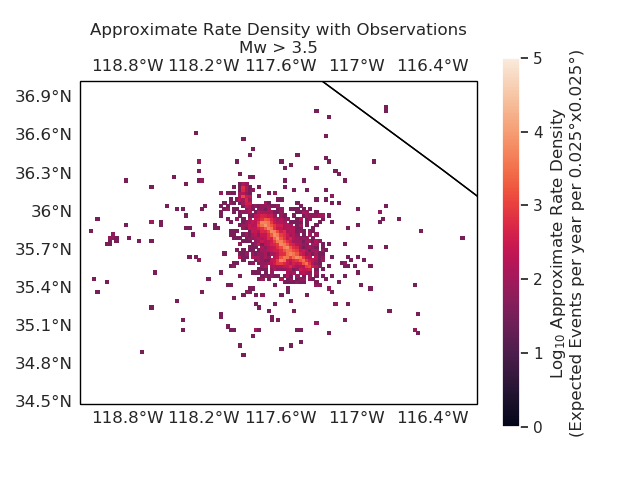 Approximate Rate Density with Observations
Mw > 3.5
118.8°W 118.2°W 117.6°W 117°W 116.4°W
36.9°N
36.6°N
36.3°N
36°N
35.7°N
35.4°N
35.1°N
34.8°N
34.5°N
118.8°W 118.2°W 117.6°W 117°W 116.4°W
5
4
3
2
1
0
Log₁₀ Approximate Rate Density
(Expected Events per year per 0.025°x0.025°)